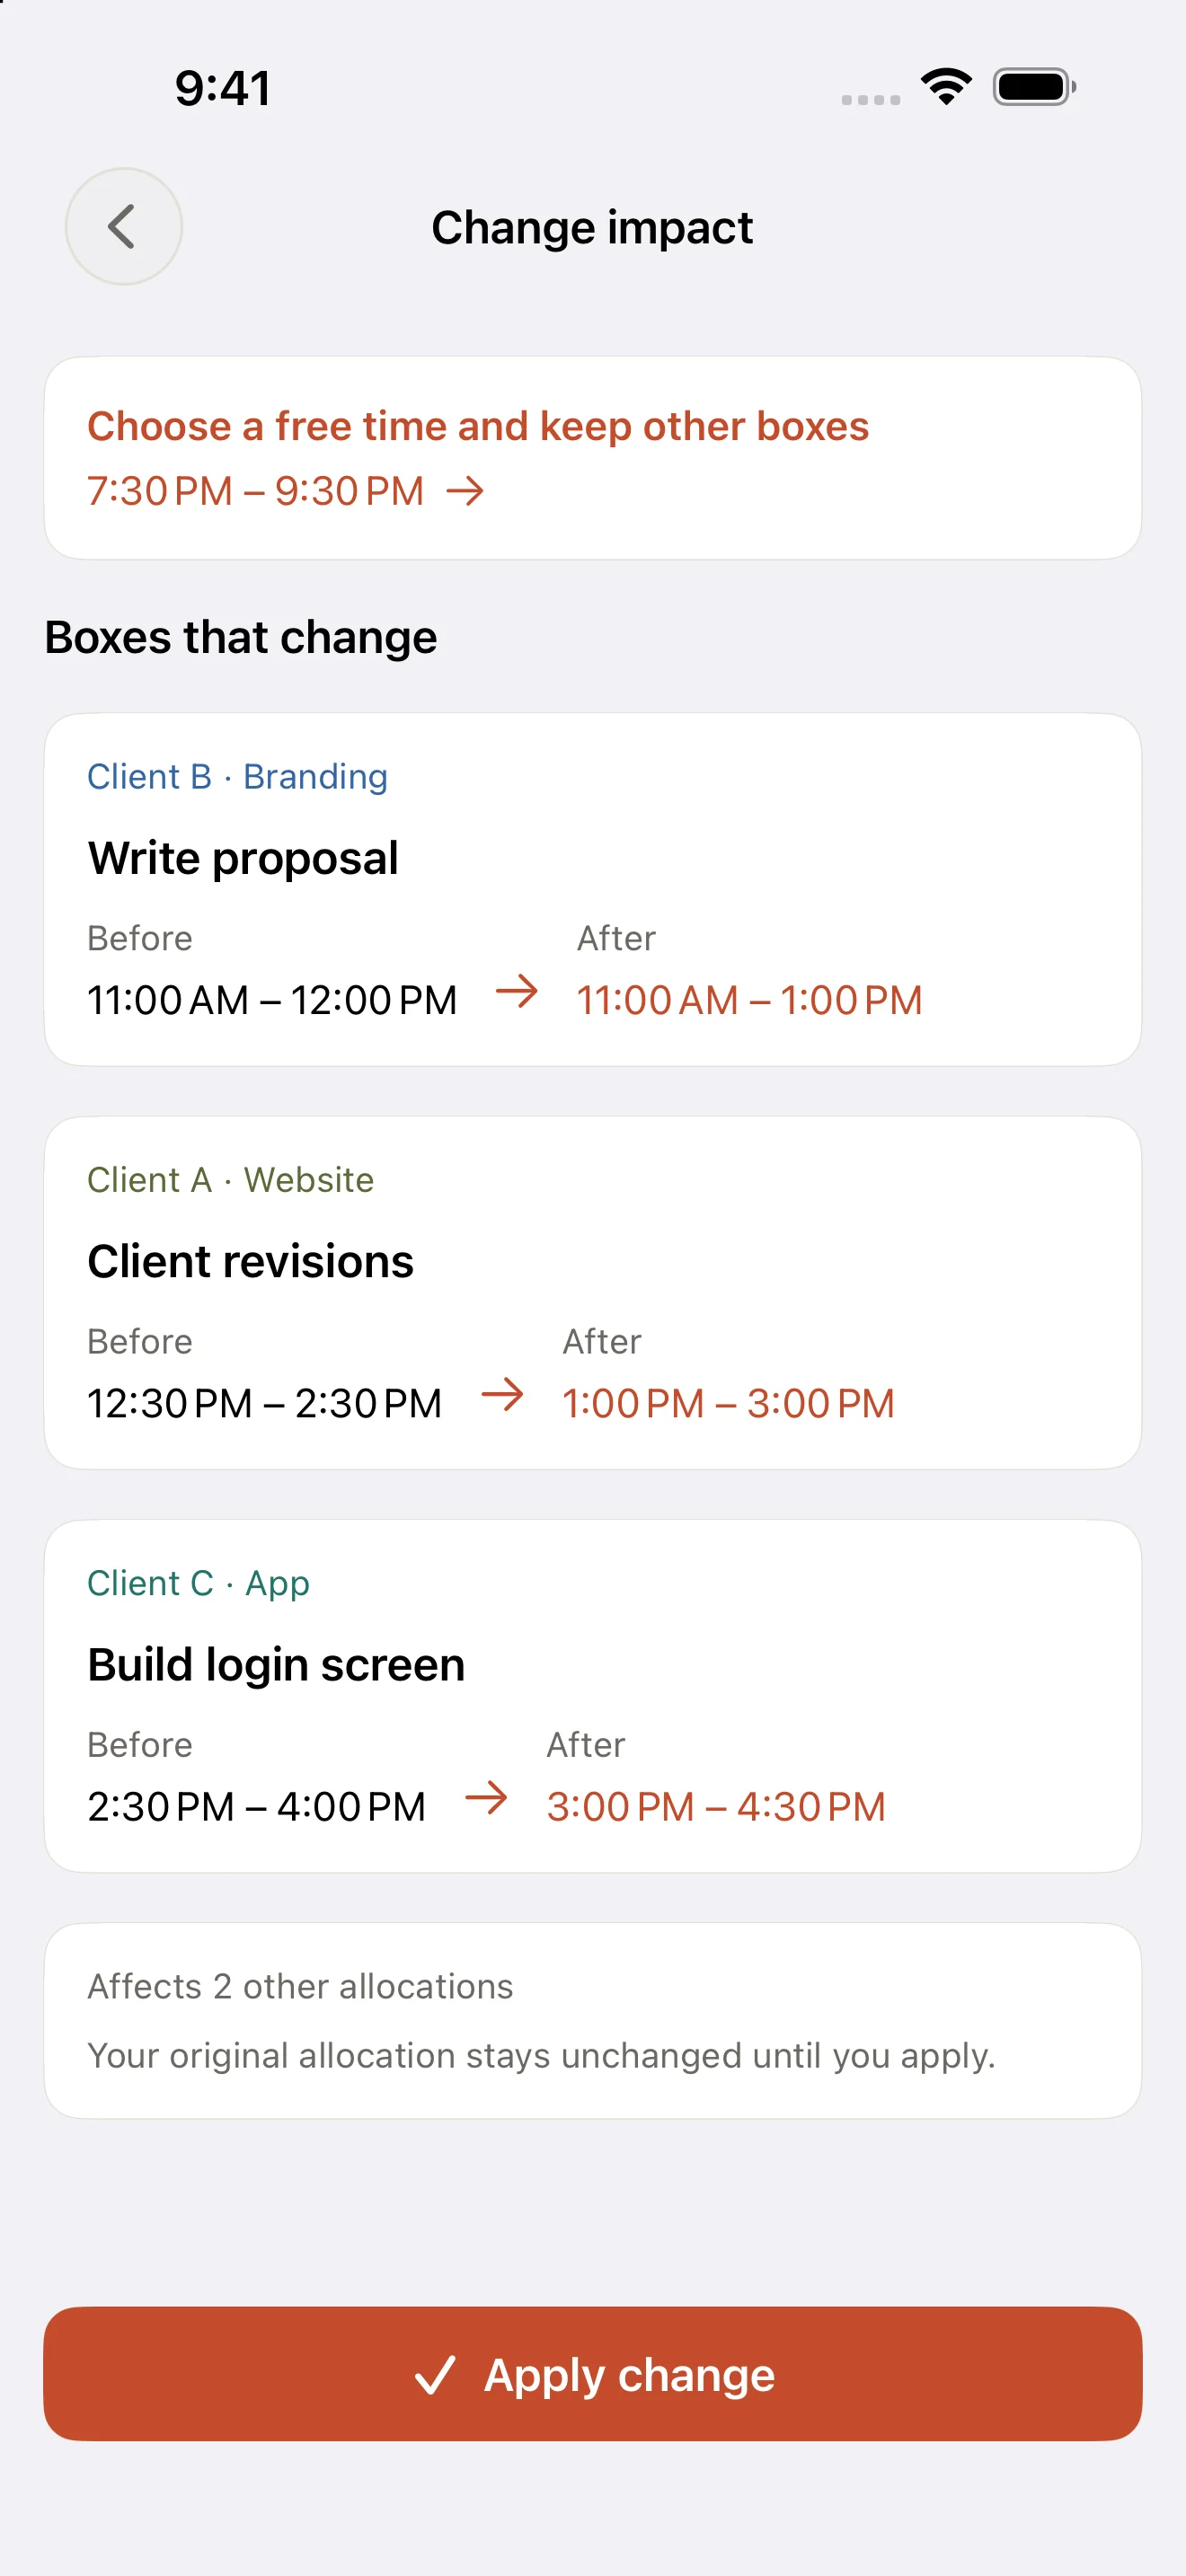 9:41
Change impact
Choose a free time and keep other boxes
7:30 PM – 9:30 PM →
Boxes that change
Client B · Branding
Write proposal
Before After
11:00 AM – 12:00 PM → 11:00 AM – 1:00 PM
Client A · Website
Client revisions
Before After
12:30 PM – 2:30 PM → 1:00 PM – 3:00 PM
Client C · App
Build login screen
Before After
2:30 PM – 4:00 PM → 3:00 PM – 4:30 PM
Affects 2 other allocations
Your original allocation stays unchanged until you apply.
Apply change